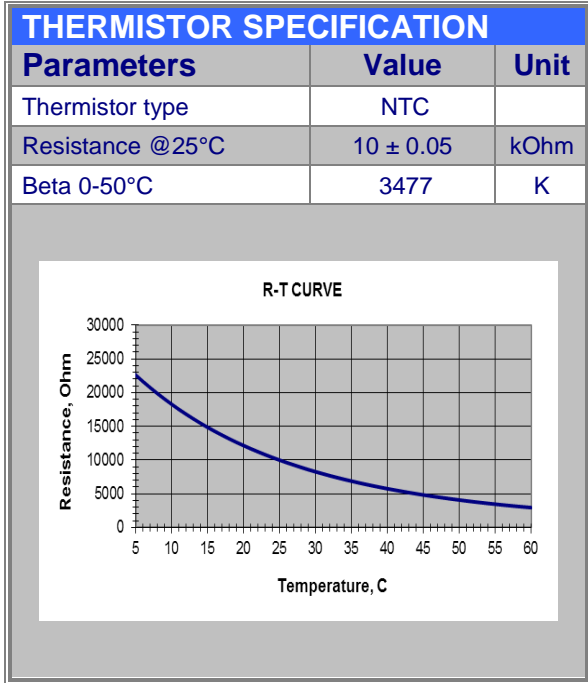 THERMISTOR SPECIFICATION
Parameters Value Unit
Thermistor type NTC
Resistance @25°C 10 ± 0.05 kOhm
Beta 0-50°C 3477 K
R-T CURVE
Resistance, Ohm
30000
25000
20000
15000
10000
5000
0
5 10 15 20 25 30 35 40 45 50 55 60
Temperature, C